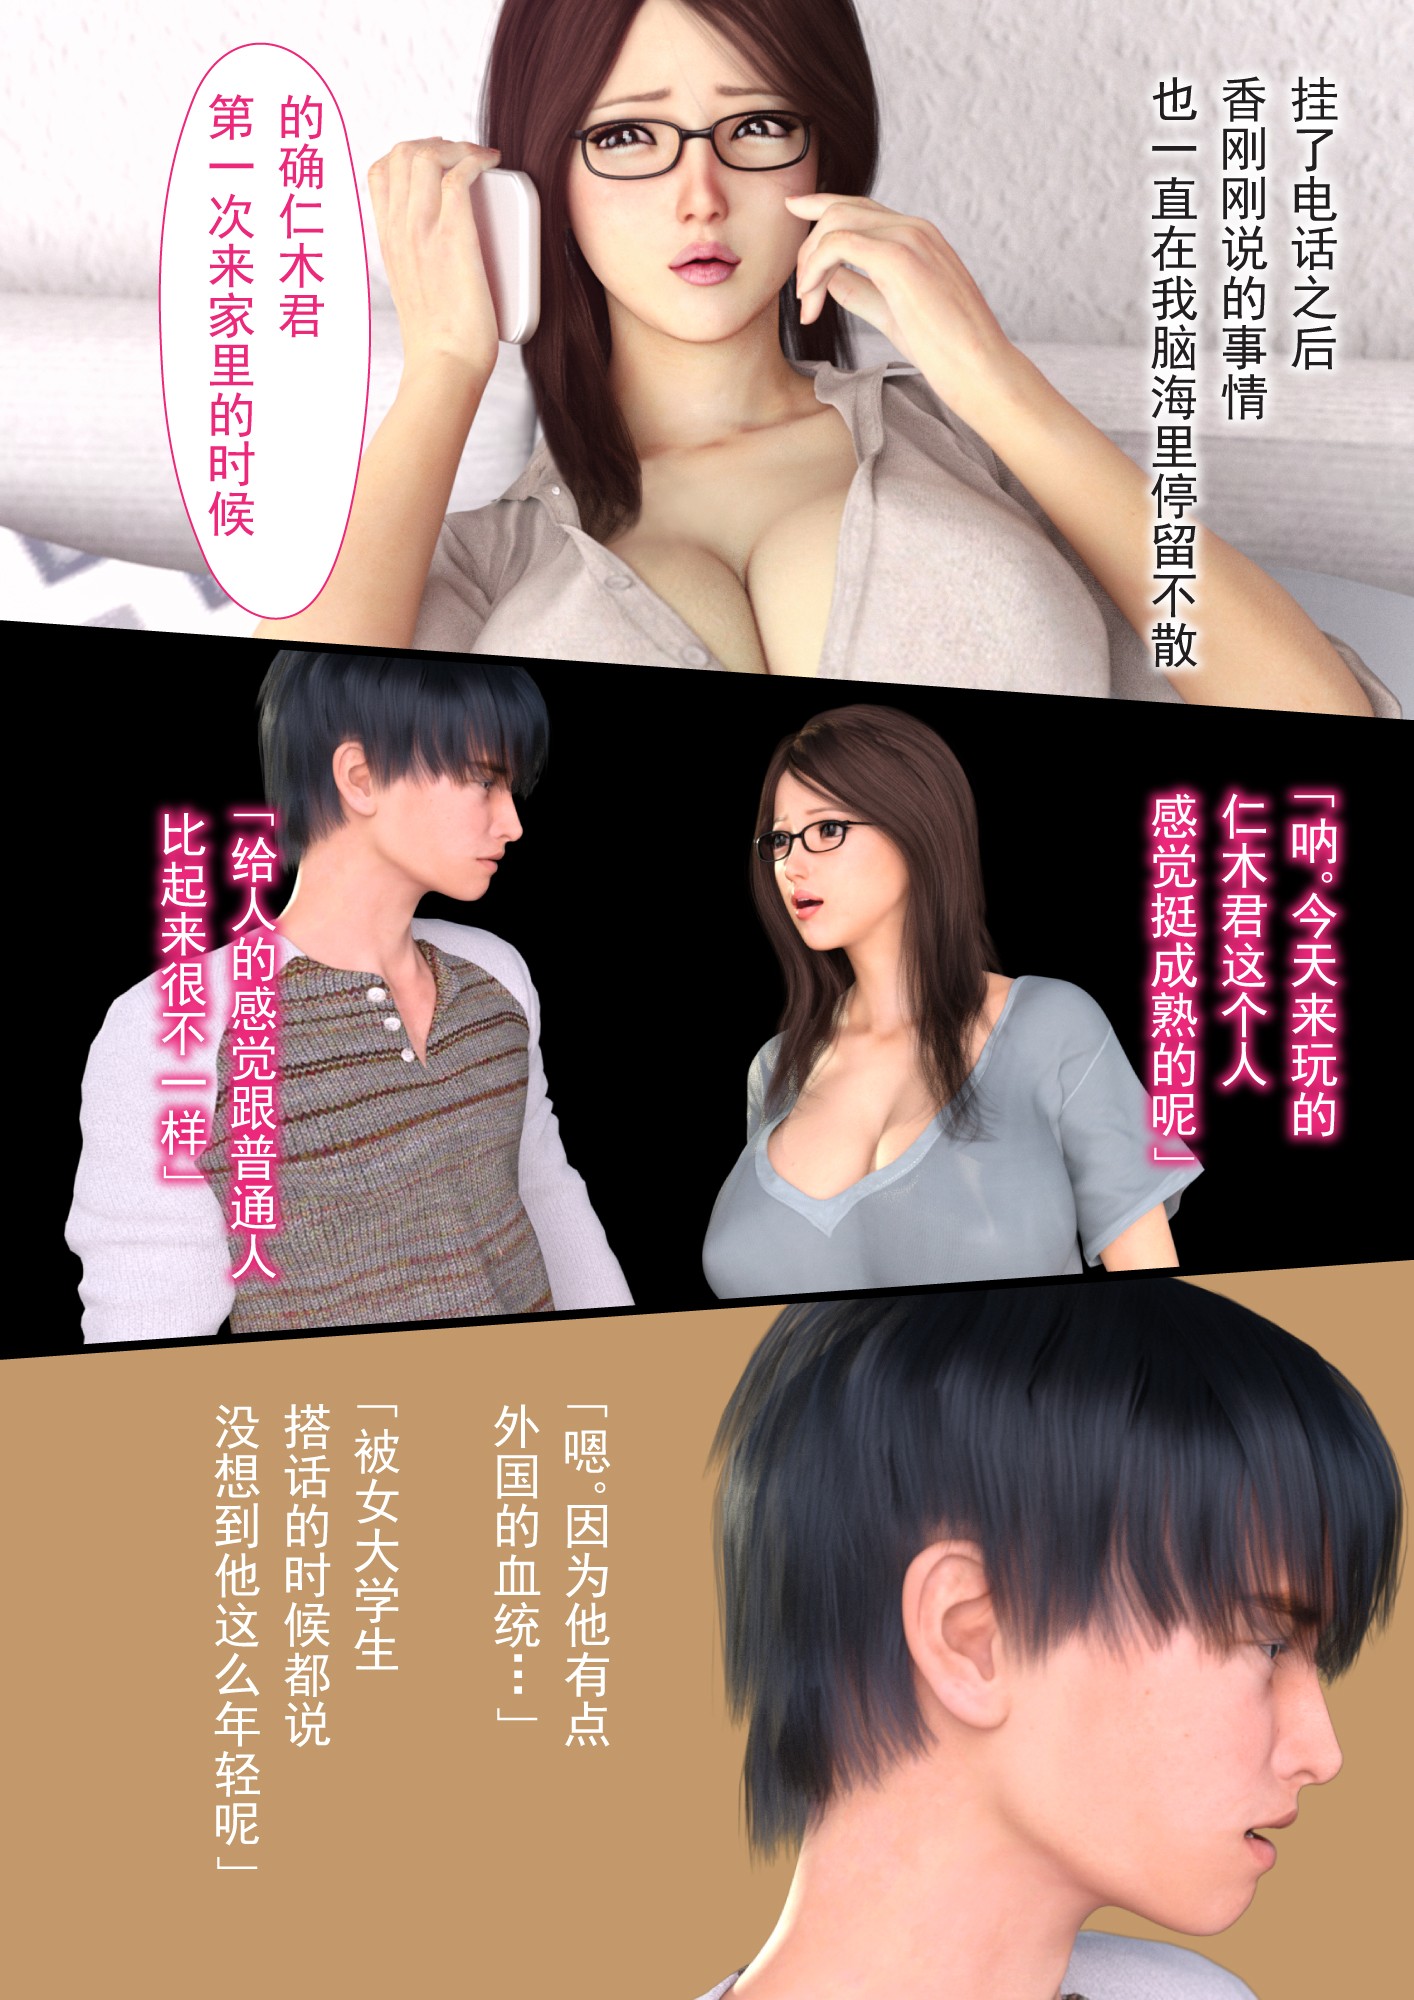 挂了电话之后
香刚刚说的事情
也一直在我脑海里停留不散
的确仁木君
第一次来家里的时候
「呐。今天来玩的
仁木君这个人
感觉挺成熟的呢」
「给人的感觉跟普通人
比起来很不一样」
「嗯。因为他有点
外国的血统…」
「被女大学生
搭话的时候都说
没想到他这么年轻呢」